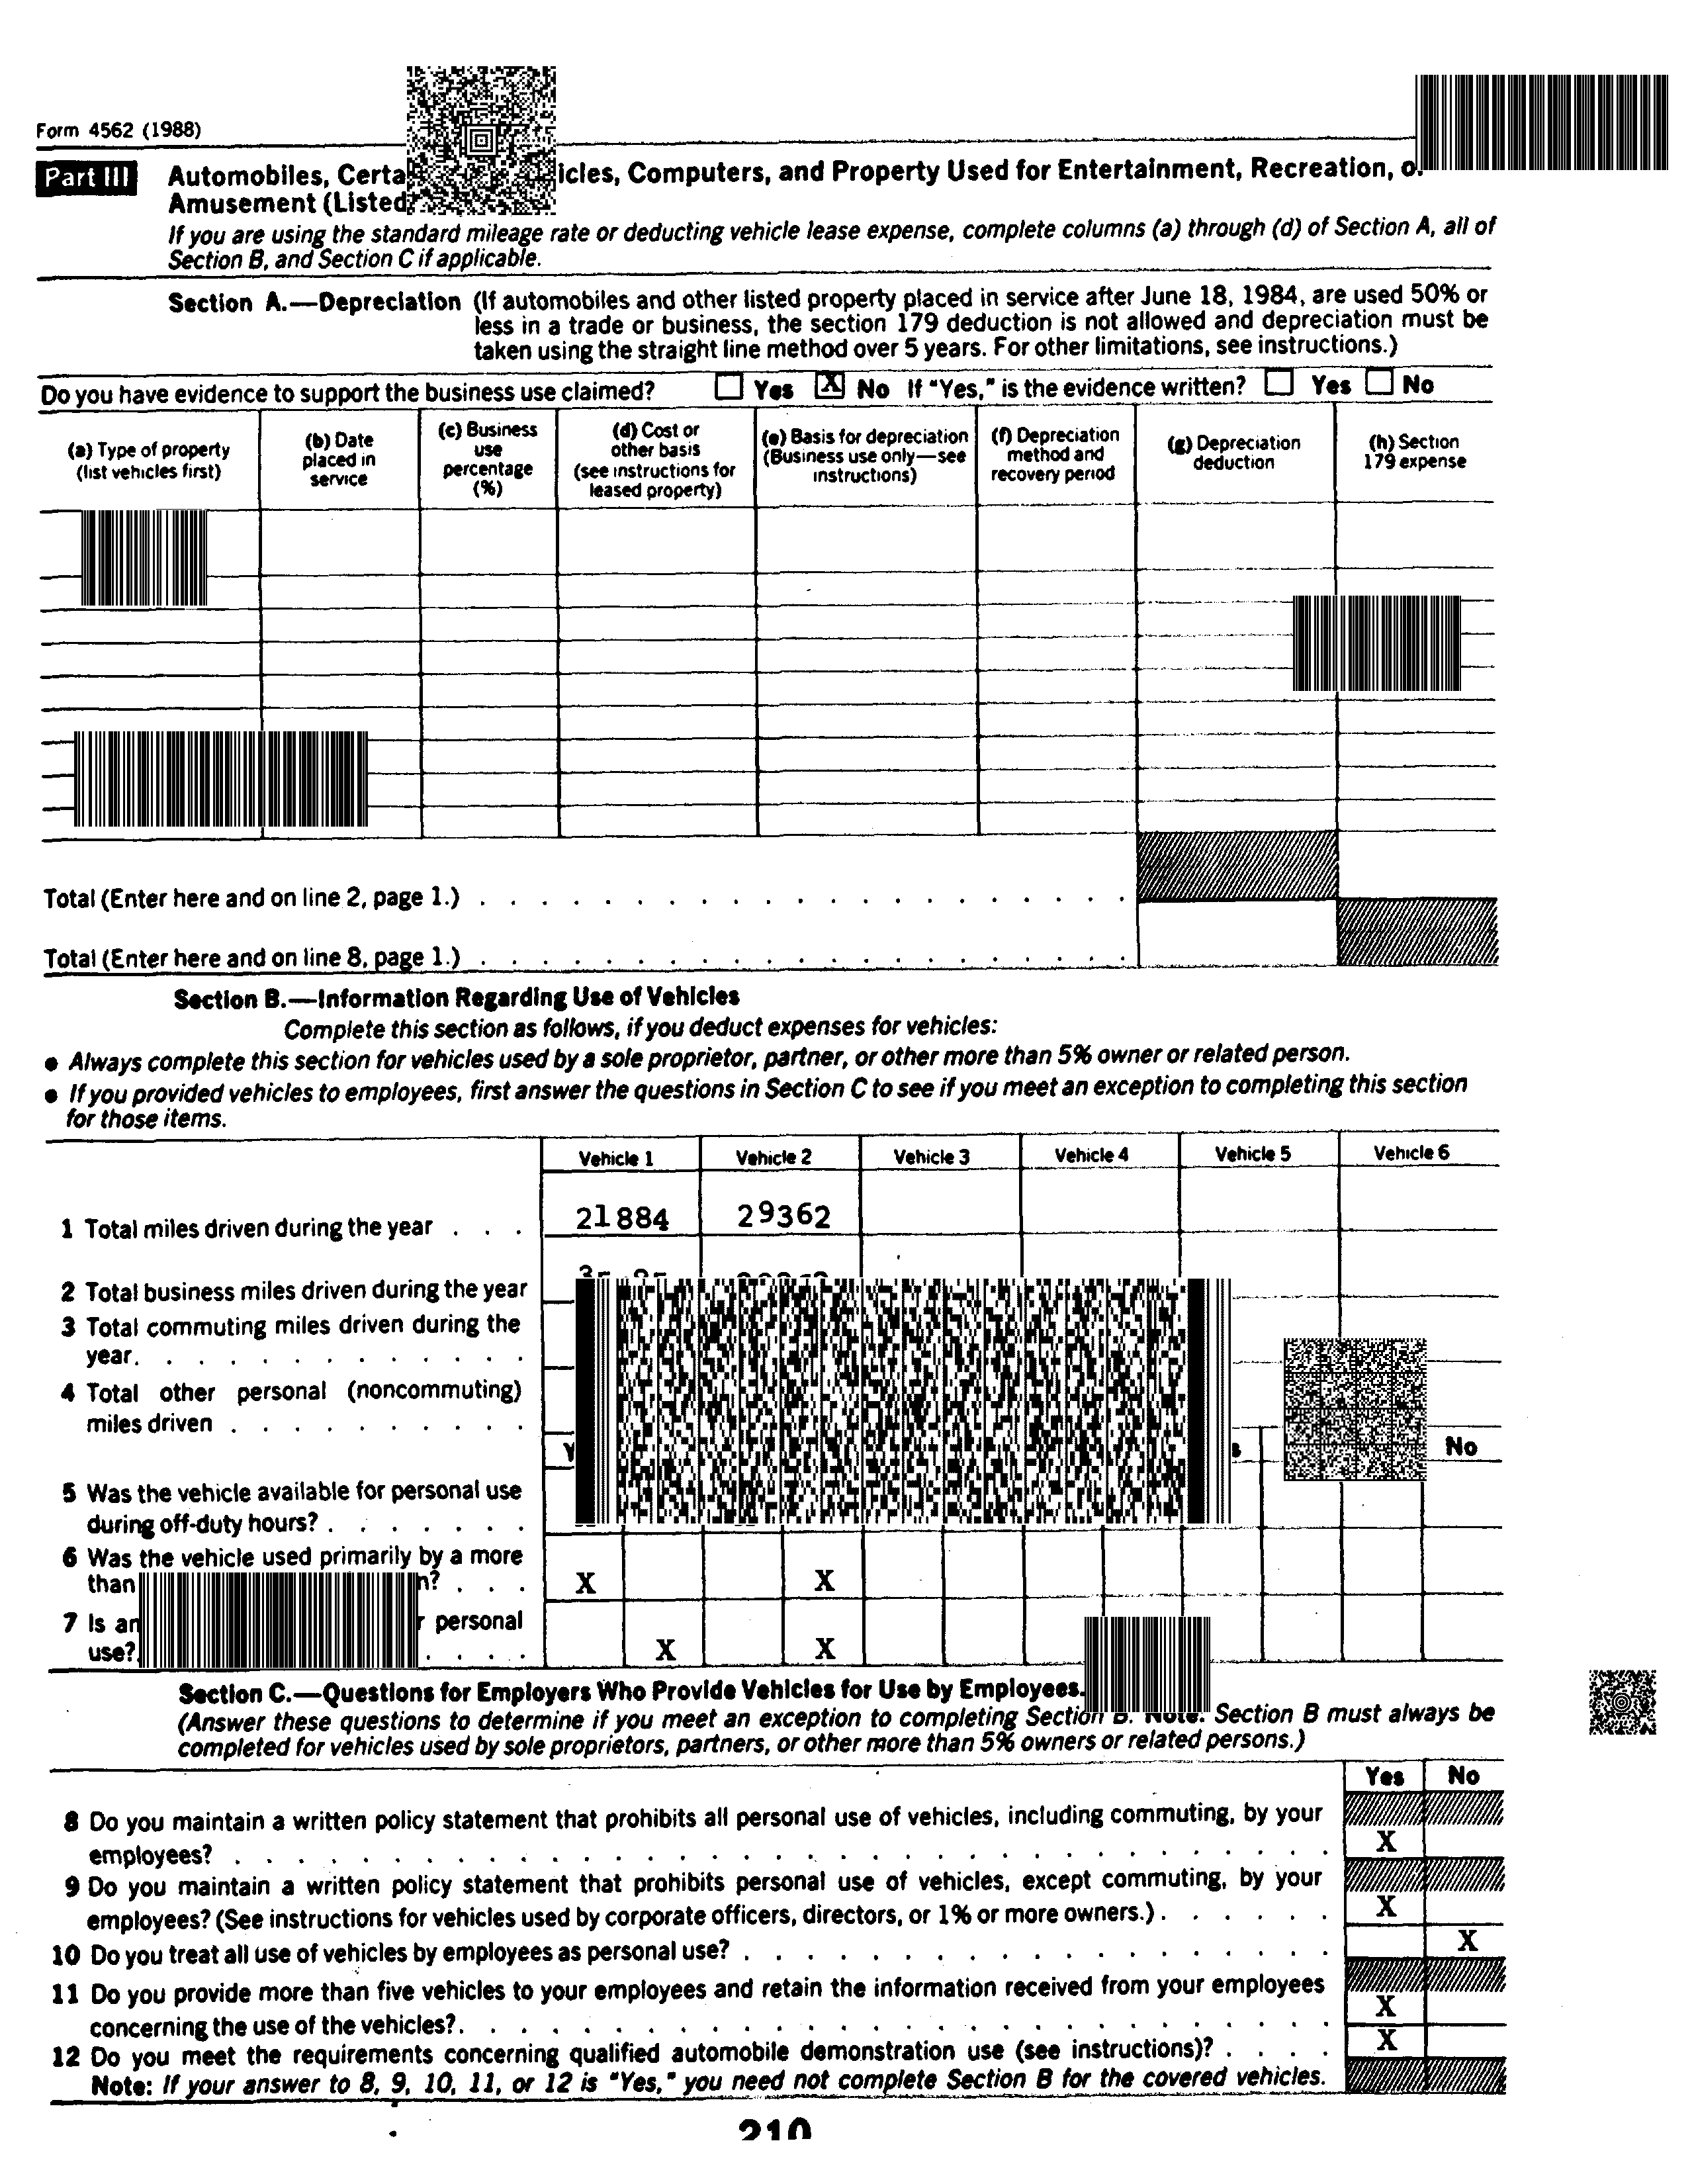 Form 4562 (1988)
Part III Automobiles, icles, Computers, and Property Used for Entertainment, Recreation,
Amusement (Listed
If you are using the standard mileage rate or deducting vehicle lease expense, complete columns (a) through (d) of Section A, all of
Section B, and Section C if applicable.
Section A.—Depreciation (If automobiles and other listed property placed in service after June 18, 1984, are used 50% or
less in a trade or business, the section 179 deduction is not allowed and depreciation must be
taken using the straight line method over 5 years. For other limitations, see instructions.)
Do you have evidence to support the business use claimed? Yes X No If "Yes," is the evidence written? Yes No
(a) Type of property
(list vehicles first)
(b) Date
placed in
service
(c) Business
use
percentage
(%)
(d) Cost or
other basis
(see instructions for
leased property)
(e) Basis for depreciation
(Business use only—see
instructions)
(f) Depreciation
method and
recovery period
(g) Depreciation
deduction
(h) Section
179 expense
Total (Enter here and on line 2, page 1.)
Total (Enter here and on line 8, page 1.)
Section B.—Information Regarding Use of Vehicles
Complete this section as follows, if you deduct expenses for vehicles:
● Always complete this section for vehicles used by a sole proprietor, partner, or other more than 5% owner or related person.
● If you provided vehicles to employees, first answer the questions in Section C to see if you meet an exception to completing this section
for those items.
Vehicle 1 Vehicle 2 Vehicle 3 Vehicle 4 Vehicle 5 Vehicle 6
1 Total miles driven during the year . . . 21884 29362
2 Total business miles driven during the year
3 Total commuting miles driven during the
year.
4 Total other personal (noncommuting)
miles driven
No
5 Was the vehicle available for personal use
during off-duty hours?
6 Was the vehicle used primarily by a more
than X X
7 Is personal
use? X X
Section C.—Questions for Employers Who Provide Vehicles for Use by Employees.
(Answer these questions to determine if you meet an exception to completing Section B. Note: Section B must always be
completed for vehicles used by sole proprietors, partners, or other more than 5% owners or related persons.)
Yes No
8 Do you maintain a written policy statement that prohibits all personal use of vehicles, including commuting, by your
employees? X
9 Do you maintain a written policy statement that prohibits personal use of vehicles, except commuting, by your
employees? (See instructions for vehicles used by corporate officers, directors, or 1% or more owners.) X
10 Do you treat all use of vehicles by employees as personal use? X
11 Do you provide more than five vehicles to your employees and retain the information received from your employees
concerning the use of the vehicles? X
12 Do you meet the requirements concerning qualified automobile demonstration use (see instructions)? X
Note: If your answer to 8, 9, 10, 11, or 12 is "Yes," you need not complete Section B for the covered vehicles.
210